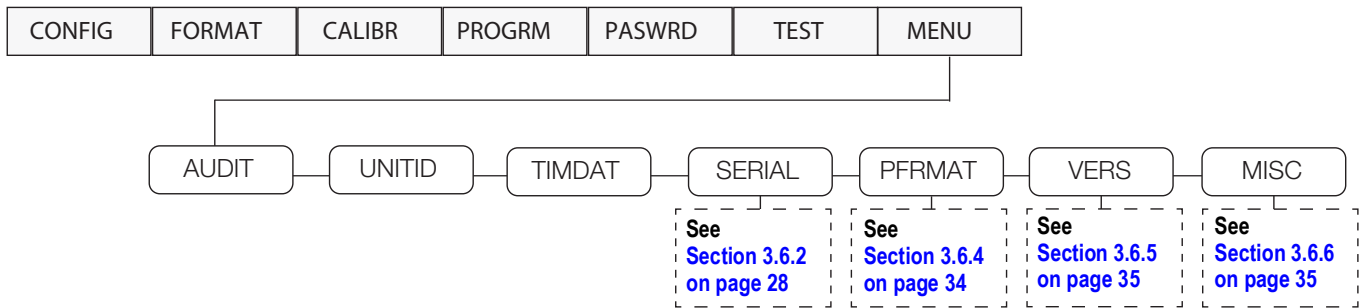 CONFIG FORMAT CALIBR PROGRM PASWRD TEST MENU
AUDIT UNITID TIMDAT SERIAL PFRMAT VERS MISC
See
Section 3.6.2
on page 28
See
Section 3.6.4
on page 34
See
Section 3.6.5
on page 35
See
Section 3.6.6
on page 35